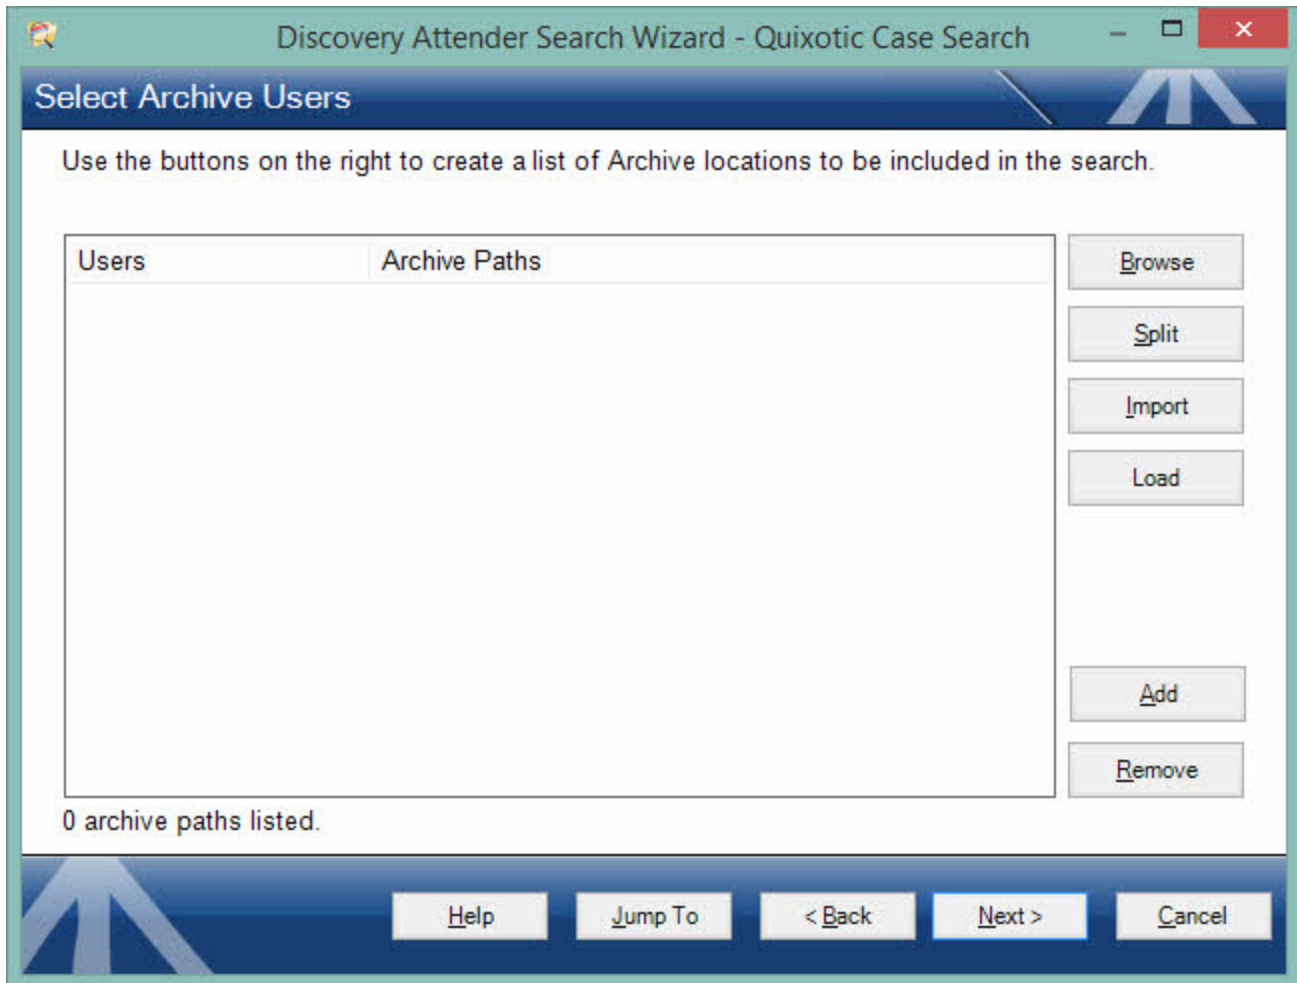 Discovery Attender Search Wizard - Quixotic Case Search
Select Archive Users
Use the buttons on the right to create a list of Archive locations to be included in the search.
Users Archive Paths
Browse
Split
Import
Load
Add
Remove
0 archive paths listed.
Help Jump To < Back Next > Cancel